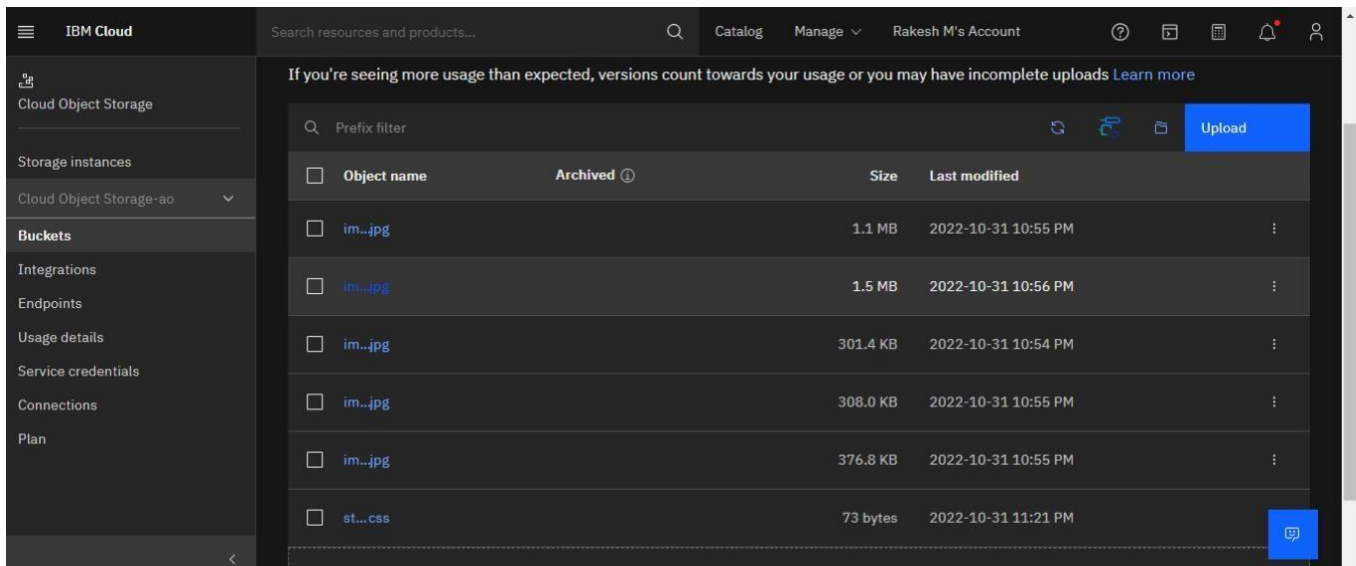 IBM Cloud
Search resources and products...
Catalog
Manage
Rakesh M's Account
Cloud Object Storage
Storage instances
Cloud Object Storage-ao
Buckets
Integrations
Endpoints
Usage details
Service credentials
Connections
Plan
If you're seeing more usage than expected, versions count towards your usage or you may have incomplete uploads Learn more
Prefix filter
Upload
Object name Archived Size Last modified
im...jpg 1.1 MB 2022-10-31 10:55 PM
im...jpg 1.5 MB 2022-10-31 10:56 PM
im...jpg 301.4 KB 2022-10-31 10:54 PM
im...jpg 308.0 KB 2022-10-31 10:55 PM
im...jpg 376.8 KB 2022-10-31 10:55 PM
st...css 73 bytes 2022-10-31 11:21 PM